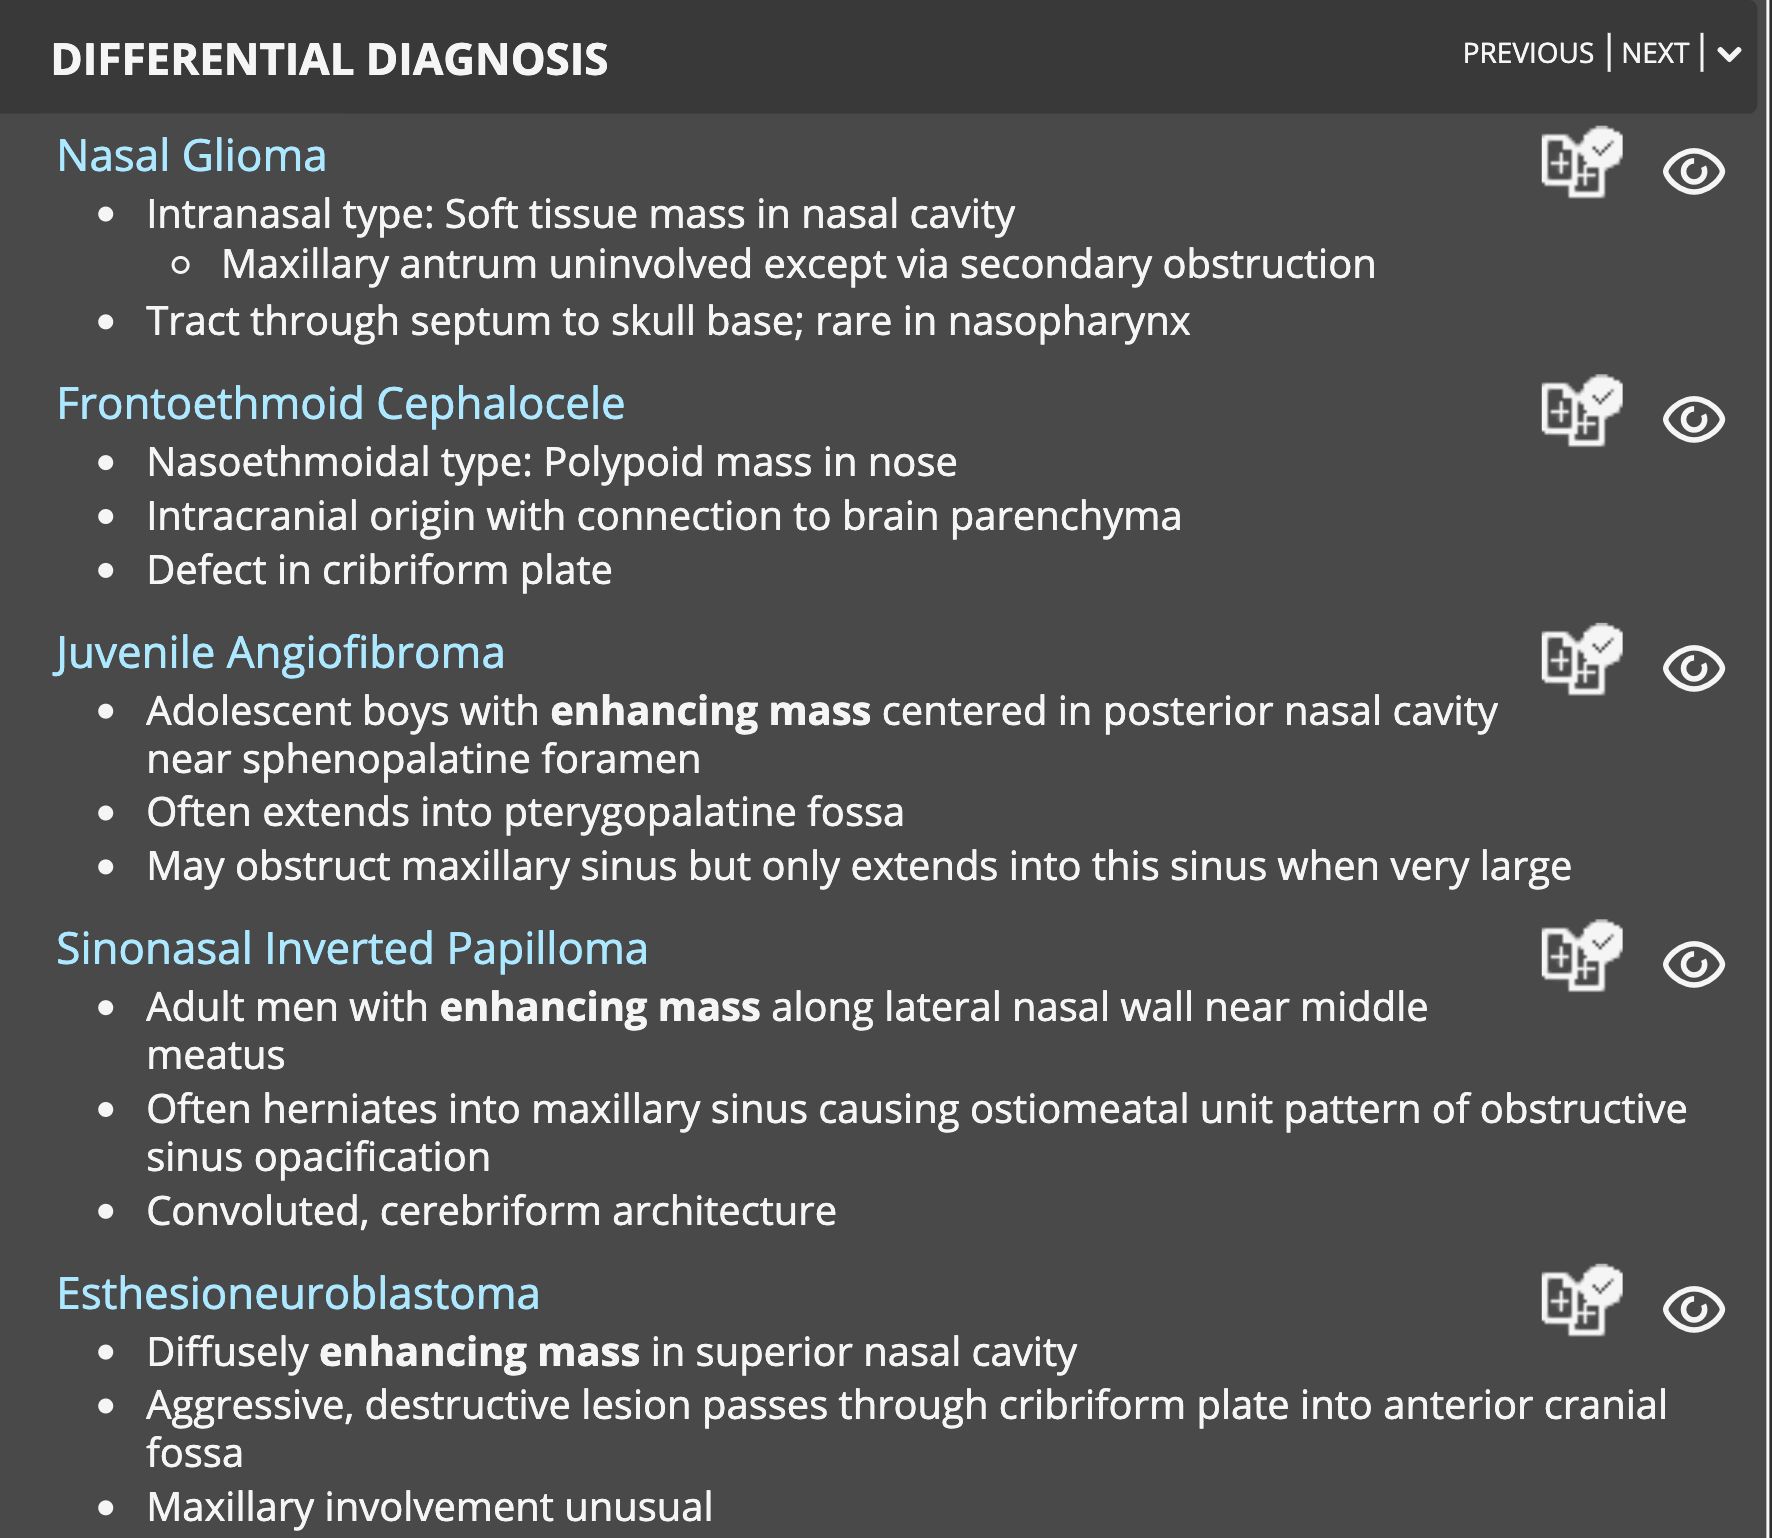 DIFFERENTIAL DIAGNOSIS
PREVIOUS | NEXT |
Nasal Glioma
• Intranasal type: Soft tissue mass in nasal cavity
○ Maxillary antrum uninvolved except via secondary obstruction
• Tract through septum to skull base; rare in nasopharynx
Frontoethmoid Cephalocele
• Nasoethmoidal type: Polypoid mass in nose
• Intracranial origin with connection to brain parenchyma
• Defect in cribriform plate
Juvenile Angiofibroma
• Adolescent boys with enhancing mass centered in posterior nasal cavity
near sphenopalatine foramen
• Often extends into pterygopalatine fossa
• May obstruct maxillary sinus but only extends into this sinus when very large
Sinonasal Inverted Papilloma
• Adult men with enhancing mass along lateral nasal wall near middle
meatus
• Often herniates into maxillary sinus causing ostiomeatal unit pattern of obstructive
sinus opacification
• Convoluted, cerebriform architecture
Esthesioneuroblastoma
• Diffusely enhancing mass in superior nasal cavity
• Aggressive, destructive lesion passes through cribriform plate into anterior cranial
fossa
• Maxillary involvement unusual